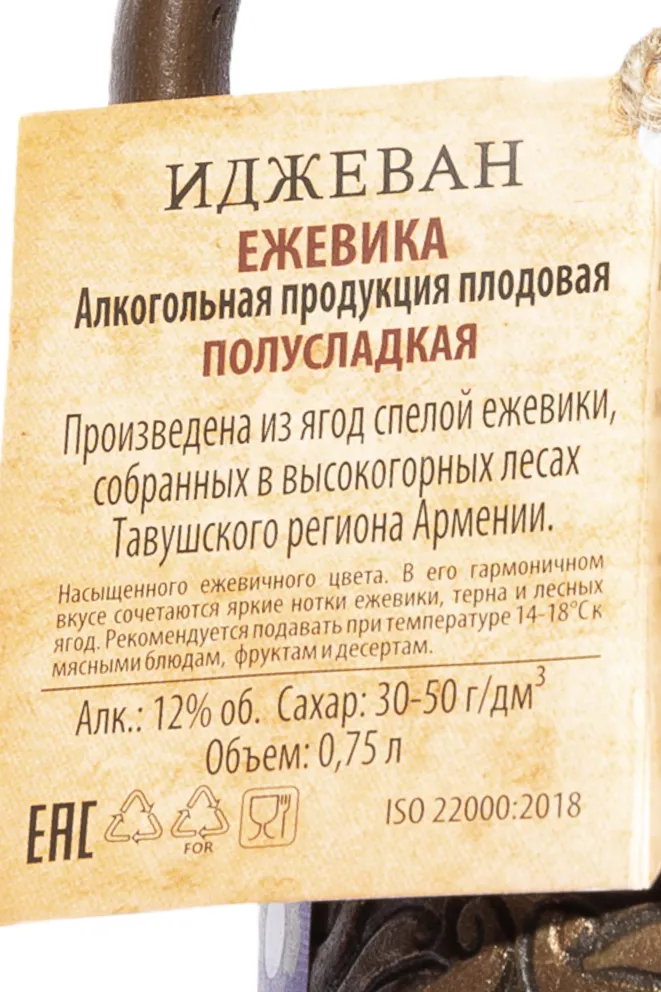 ИДЖЕВАН
ЕЖЕВИКА
Алкогольная продукция плодовая
ПОЛУСЛАДКАЯ
Произведена из ягод спелой ежевики,
собранных в высокогорных лесах
Тавушского региона Армении.
Насыщенного ежевичного цвета. В его гармоничном
вкусе сочетаются яркие нотки ежевики, терна и лесных
ягод. Рекомендуется подавать при температуре 14-18°С к
мясными блюдам, фруктам и десертам.
Алк.: 12% об. Сахар: 30-50 г/дм³
Объем: 0,75 л
EAC
FOR
ISO 22000:2018